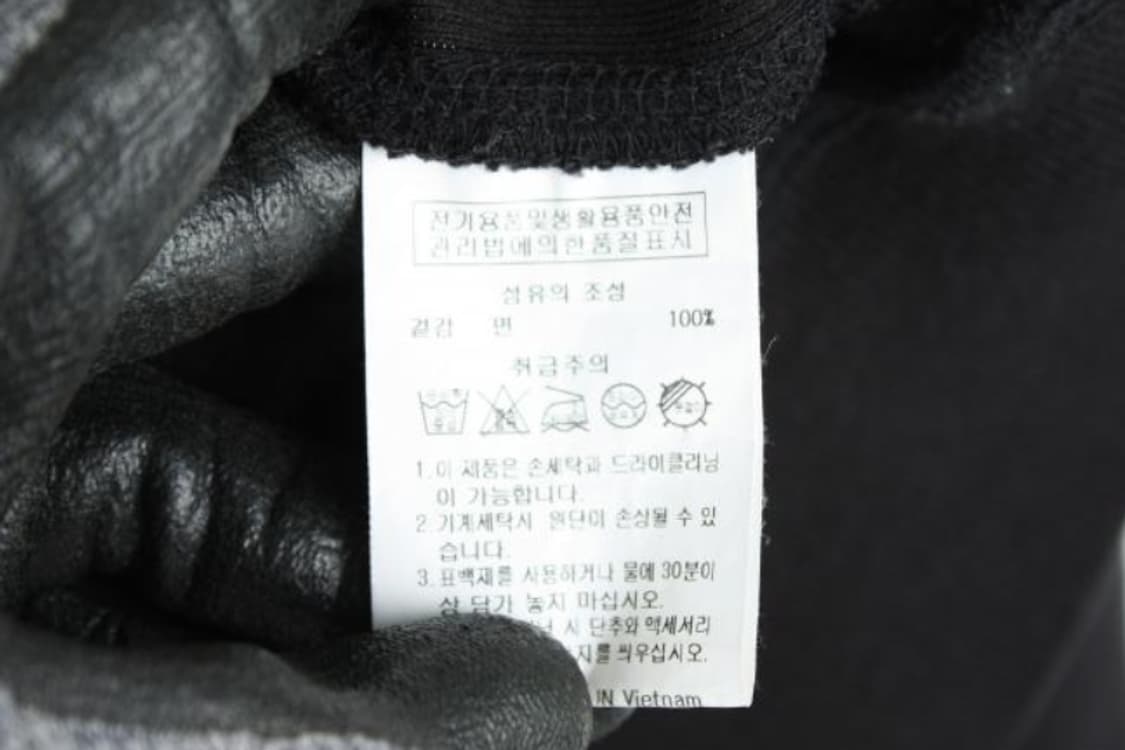 전기용품및생활용품안전
관리법에의한품질표시
섬유의 조성
겉감 면 100%
취급주의
1.이 제품은 손세탁과 드라이클리닝
이 가능합니다.
2.기계세탁시 원단이 손상될 수 있
습니다.
3.표백제를 사용하거나 물에 30분이
상 담가 놓지 마십시오.
시 단추와 액세서리
지를 씌우십시오.
IN Vietnam